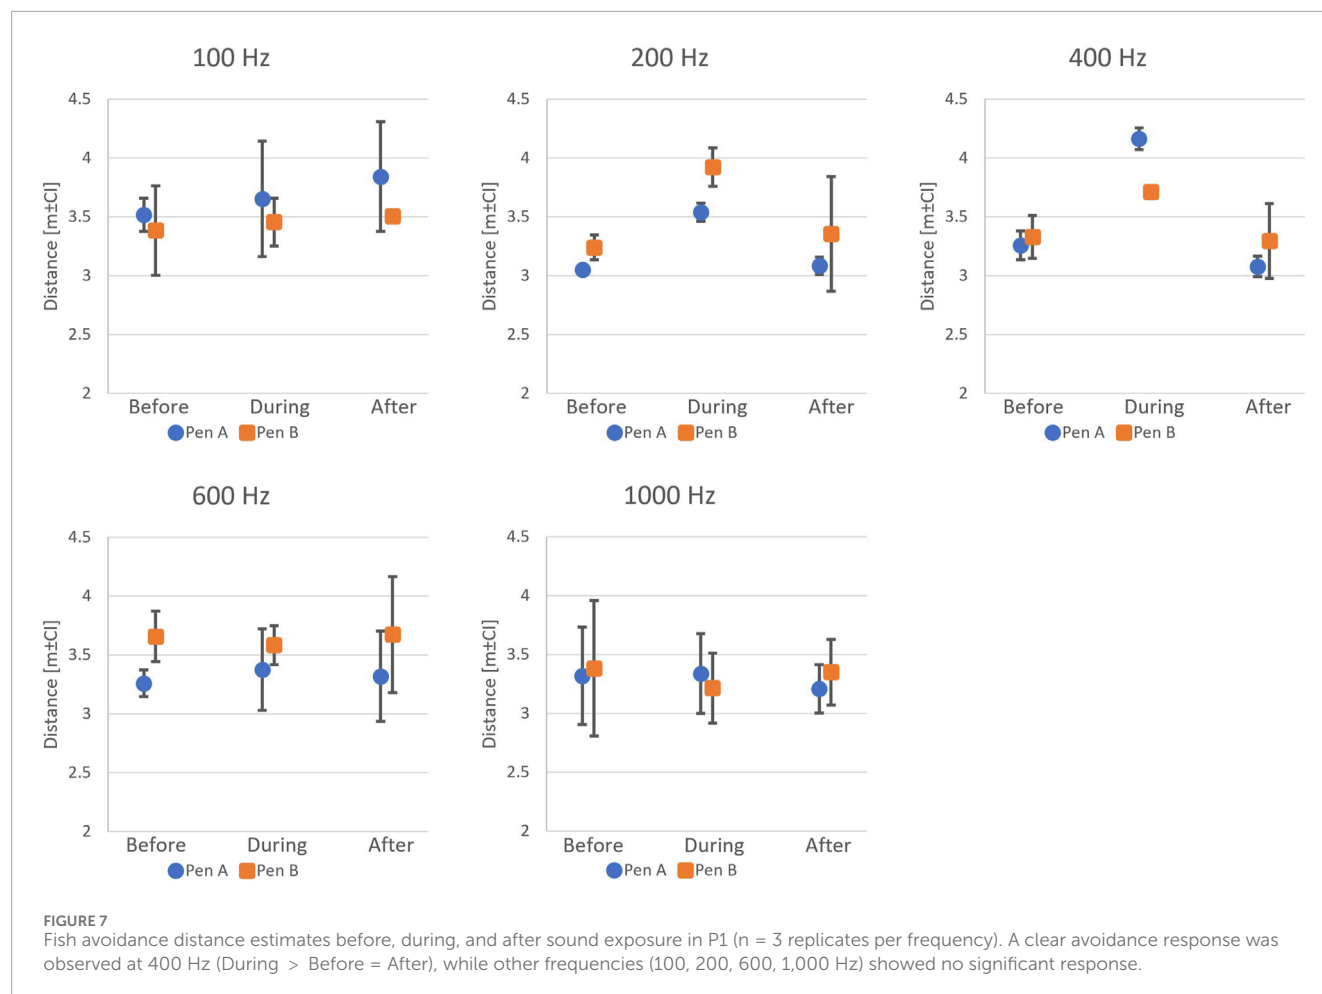 100 Hz
4.5
4
3.5
3
2.5
2
Distance [m±CI]
Before During After
Pen A Pen B
200 Hz
4.5
4
3.5
3
2.5
2
Distance [m±CI]
Before During After
Pen A Pen B
400 Hz
4.5
4
3.5
3
2.5
2
Distance [m±CI]
Before During After
Pen A Pen B
600 Hz
4.5
4
3.5
3
2.5
2
Distance [m±CI]
Before During After
Pen A Pen B
1000 Hz
4.5
4
3.5
3
2.5
2
Distance [m±CI]
Before During After
Pen A Pen B
FIGURE 7
Fish avoidance distance estimates before, during, and after sound exposure in P1 (n = 3 replicates per frequency). A clear avoidance response was
observed at 400 Hz (During > Before = After), while other frequencies (100, 200, 600, 1,000 Hz) showed no significant response.